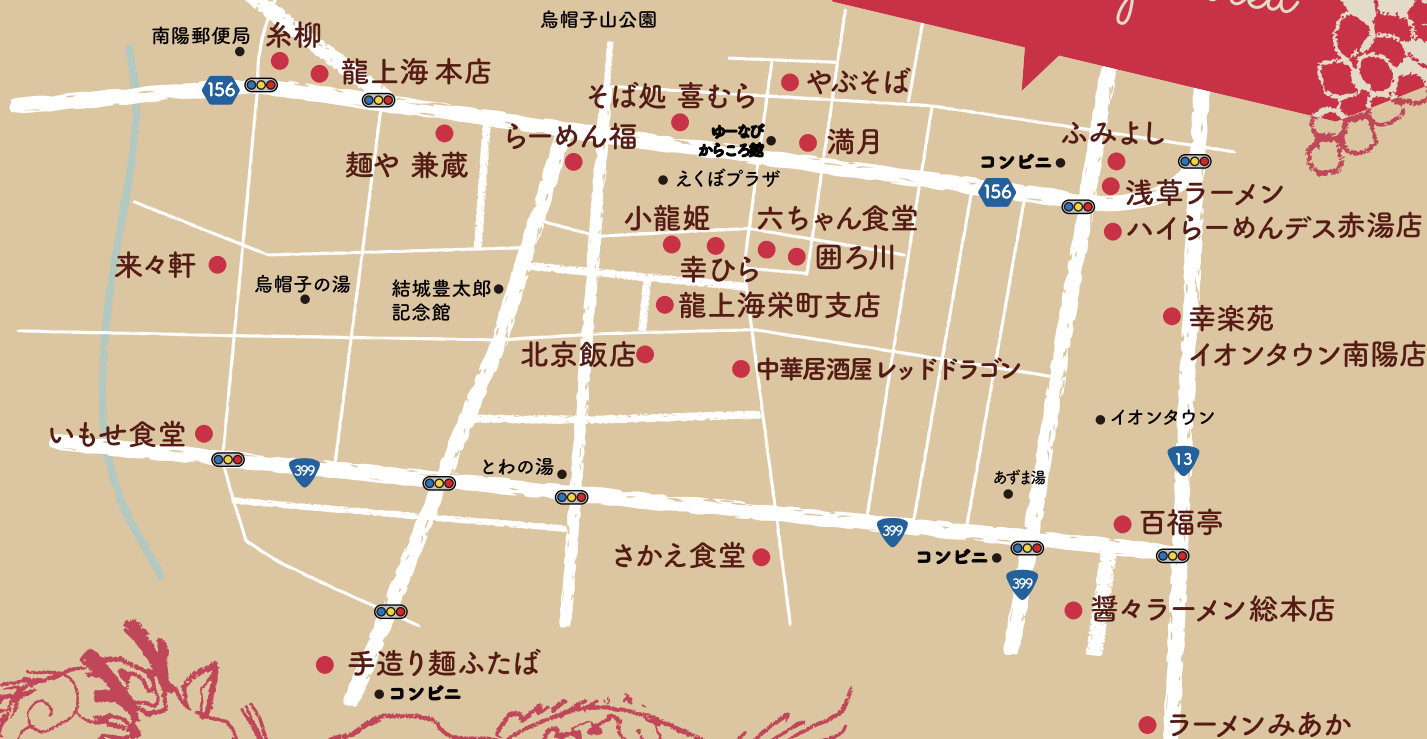 烏帽子山公園
南陽郵便局
糸柳
龍上海 本店
156
そば処 喜むら
やぶそば
麺や 兼蔵
らーめん福
ゆーなび
からころ館
満月
えくぼプラザ
コンビニ
ふみよし
156
浅草ラーメン
ハイらーめんデス赤湯店
小龍姫
六ちゃん食堂
幸ひら
囲ろ川
来々軒
烏帽子の湯
結城豊太郎
記念館
龍上海栄町支店
幸楽苑
イオンタウン南陽店
北京飯店
中華居酒屋 レッドドラゴン
イオンタウン
いもせ食堂
399
とわの湯
13
あずま湯
百福亭
399
さかえ食堂
コンビニ
399
醤々ラーメン総本店
手造り麺ふたば
コンビニ
ラーメンみあか